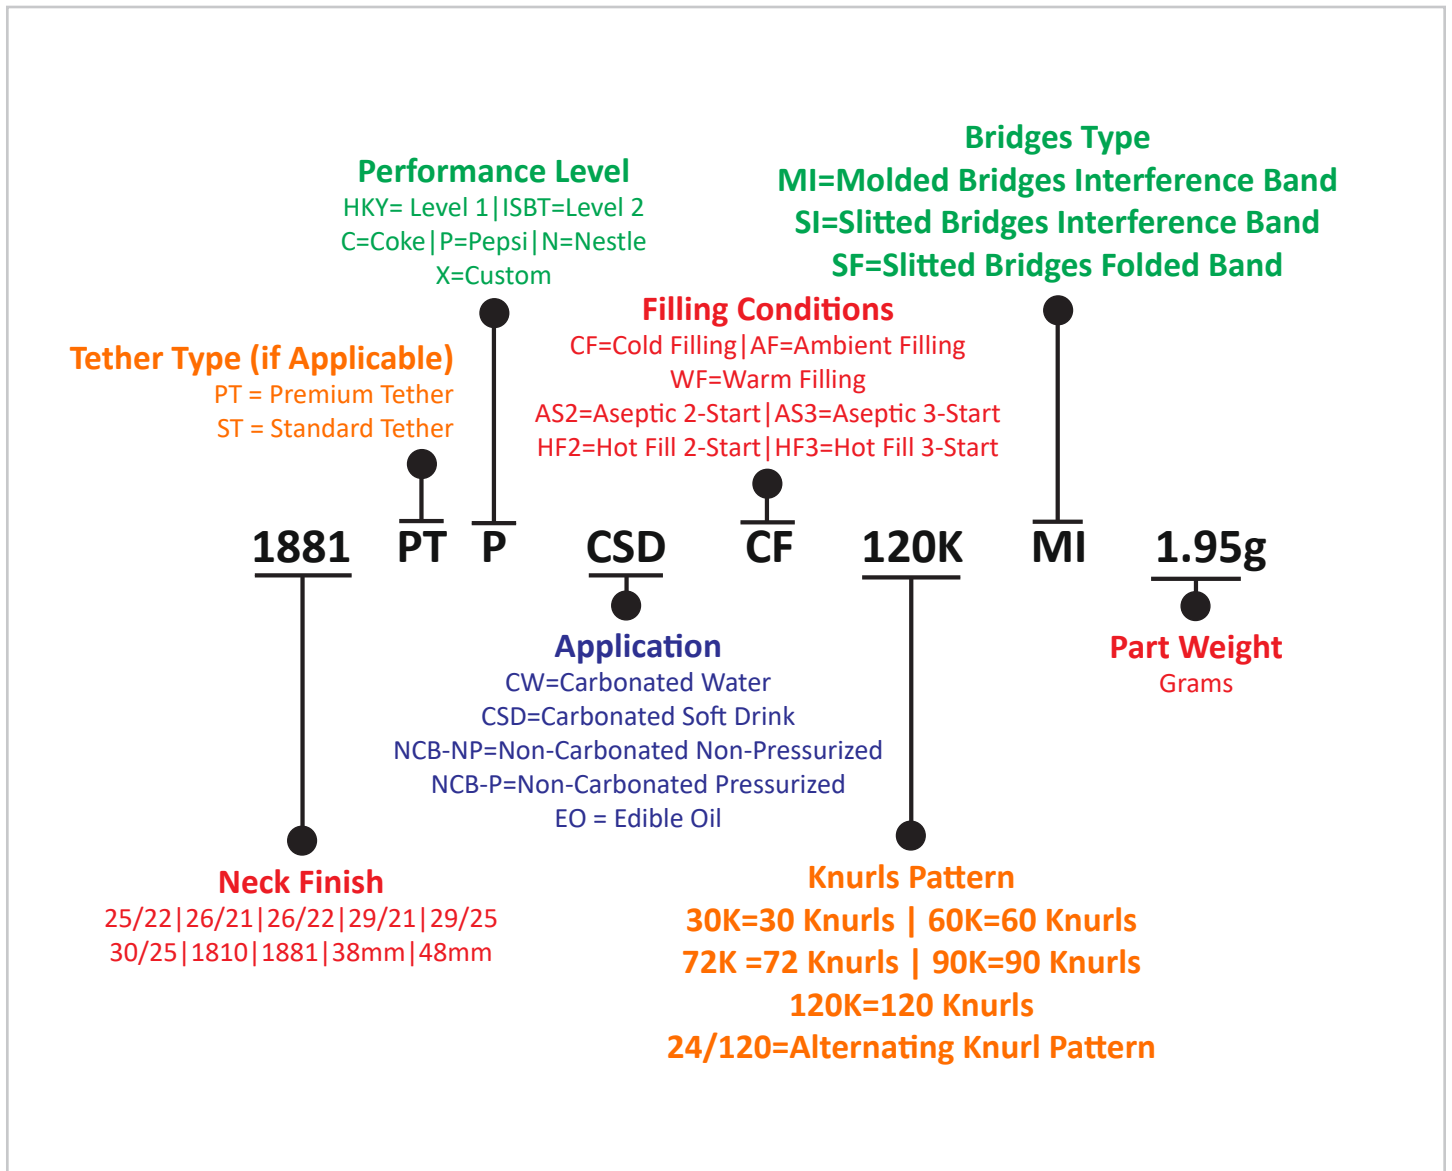 Bridges Type
MI=Molded Bridges Interference Band
SI=Slitted Bridges Interference Band
SF=Slitted Bridges Folded Band
Performance Level
HKY= Level 1|ISBT=Level 2
C=Coke|P=Pepsi|N=Nestle
X=Custom
Filling Conditions
CF=Cold Filling|AF=Ambient Filling
WF=Warm Filling
AS2=Aseptic 2-Start|AS3=Aseptic 3-Start
HF2=Hot Fill 2-Start|HF3=Hot Fill 3-Start
Tether Type (if Applicable)
PT = Premium Tether
ST = Standard Tether
1881 PT P CSD CF 120K MI 1.95g
Application
CW=Carbonated Water
CSD=Carbonated Soft Drink
NCB-NP=Non-Carbonated Non-Pressurized
NCB-P=Non-Carbonated Pressurized
EO = Edible Oil
Part Weight
Grams
Neck Finish
25/22|26/21|26/22|29/21|29/25
30/25|1810|1881|38mm|48mm
Knurls Pattern
30K=30 Knurls | 60K=60 Knurls
72K =72 Knurls | 90K=90 Knurls
120K=120 Knurls
24/120=Alternating Knurl Pattern